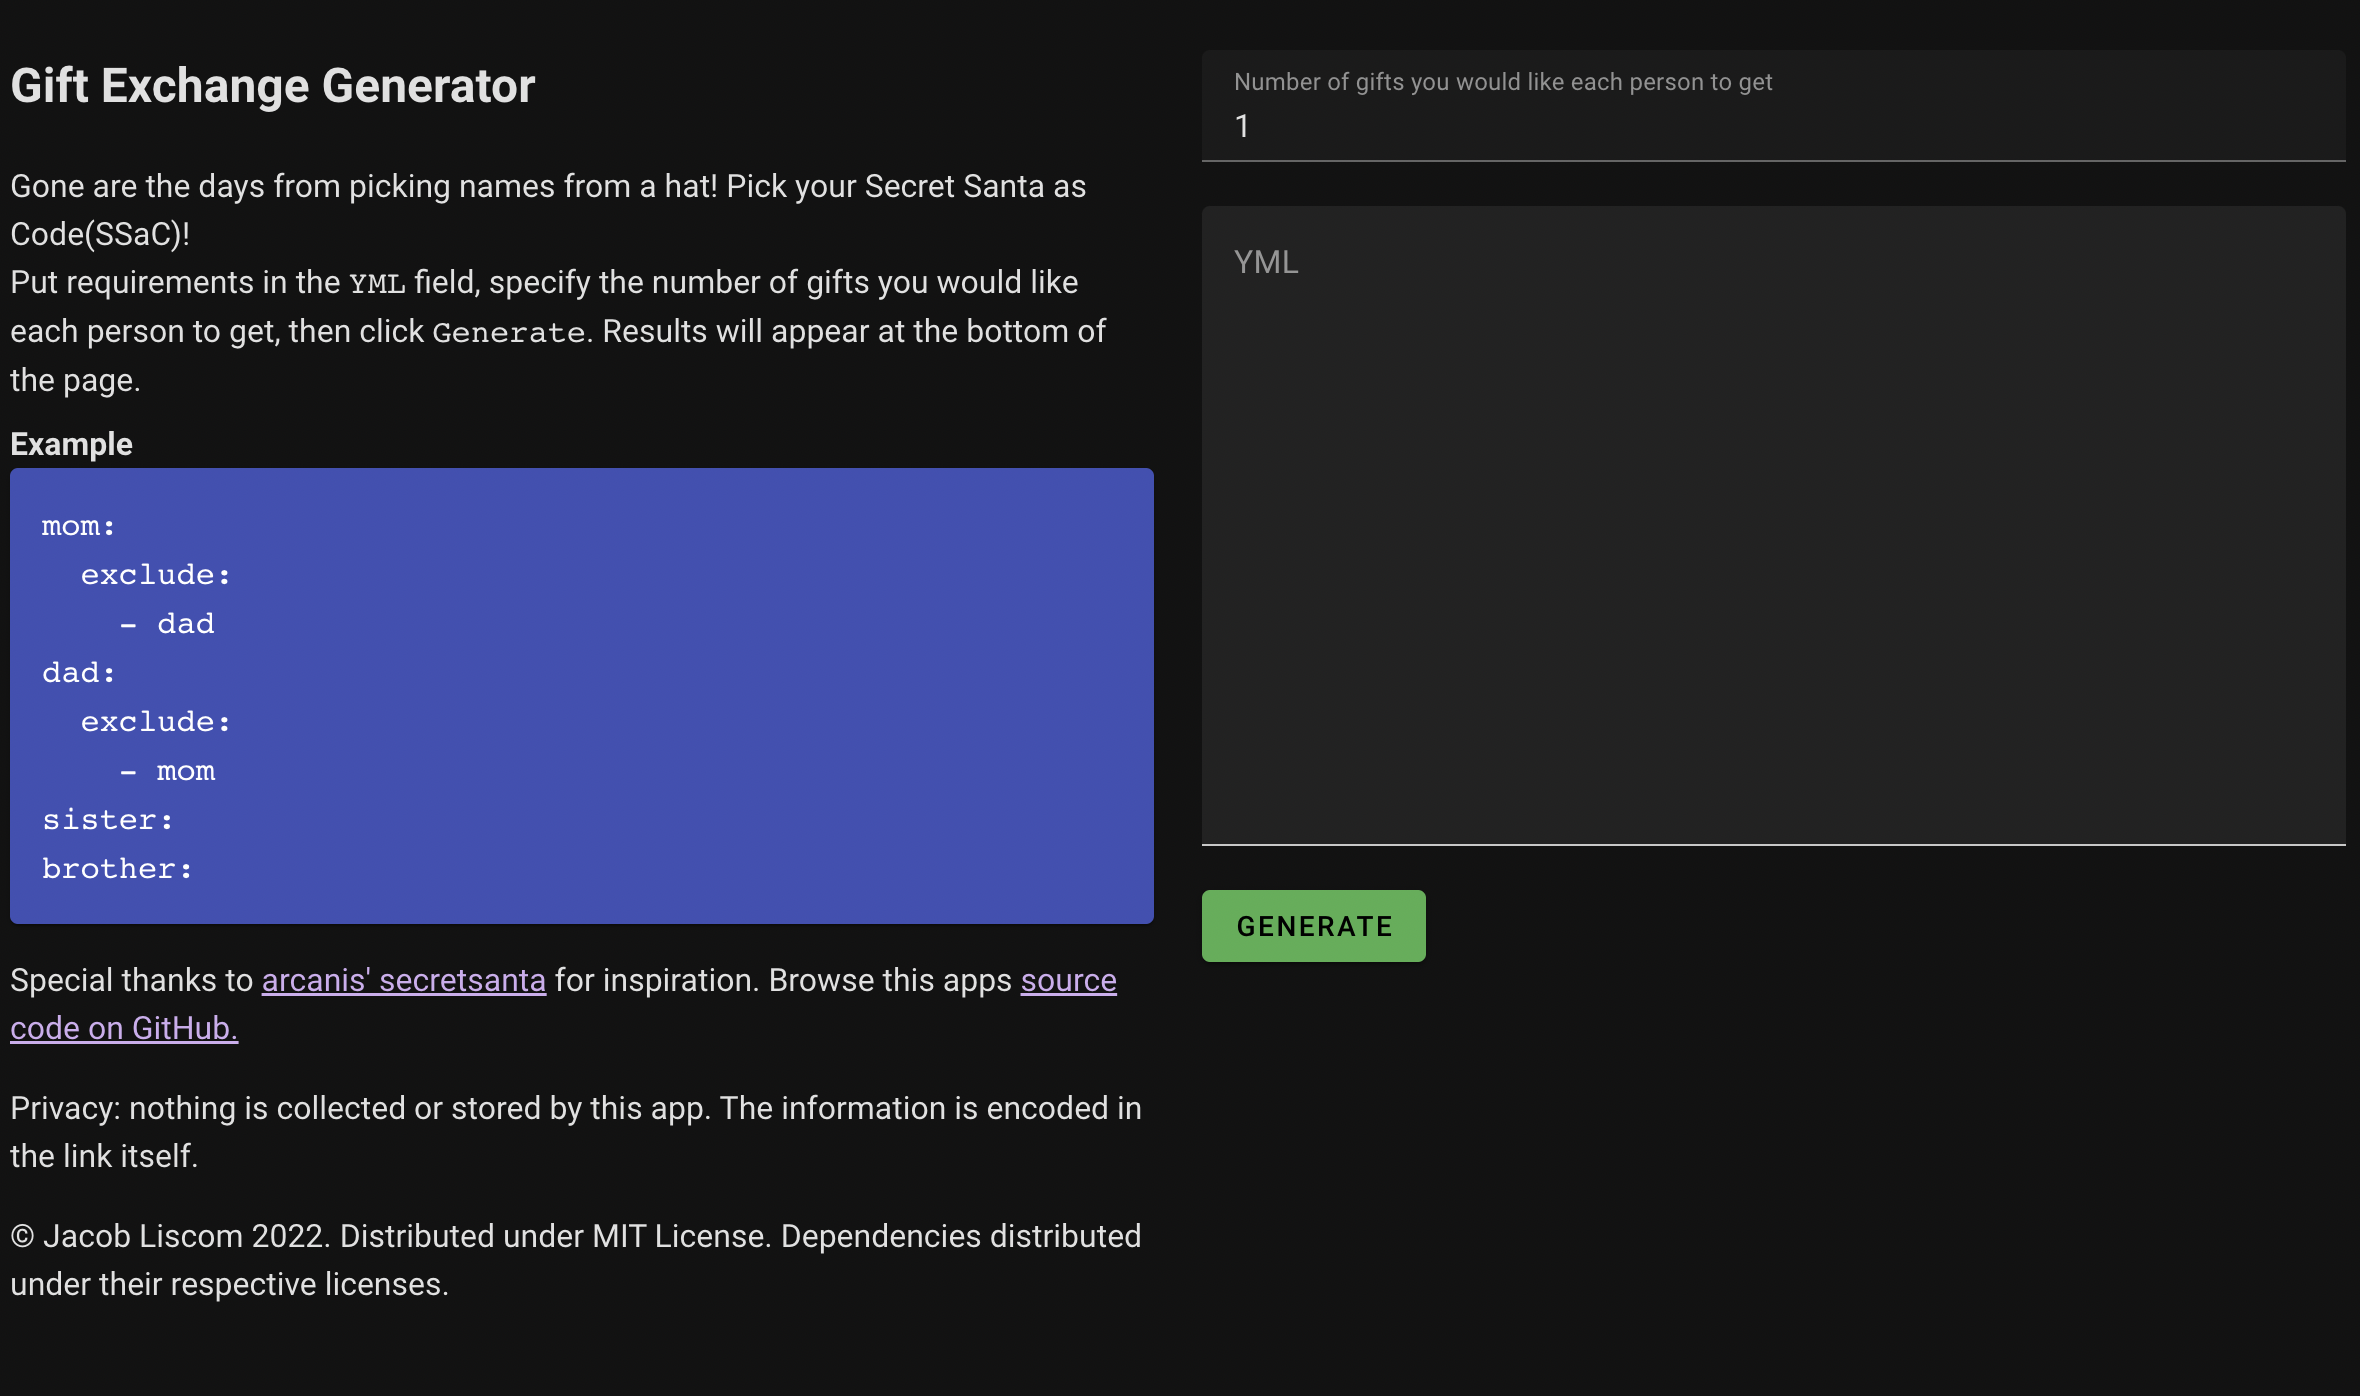 Gift Exchange Generator
Gone are the days from picking names from a hat! Pick your Secret Santa as
Code(SSaC)!
Put requirements in the YML field, specify the number of gifts you would like
each person to get, then click Generate. Results will appear at the bottom of
the page.
Example
mom:
  exclude:
    - dad
dad:
  exclude:
    - mom
sister:
brother:
Special thanks to arcanis' secretsanta for inspiration. Browse this apps source
code on GitHub.
Privacy: nothing is collected or stored by this app. The information is encoded in
the link itself.
© Jacob Liscom 2022. Distributed under MIT License. Dependencies distributed
under their respective licenses.
Number of gifts you would like each person to get
1
YML
GENERATE